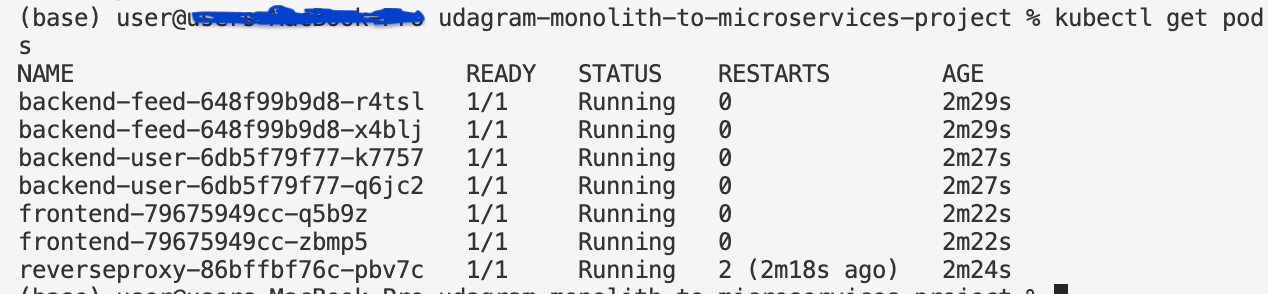 (base) user@ udagram-monolith-to-microservices-project % kubectl get pod
s
NAME READY STATUS RESTARTS AGE
backend-feed-648f99b9d8-r4tsl 1/1 Running 0 2m29s
backend-feed-648f99b9d8-x4blj 1/1 Running 0 2m29s
backend-user-6db5f79f77-k7757 1/1 Running 0 2m27s
backend-user-6db5f79f77-q6jc2 1/1 Running 0 2m27s
frontend-79675949cc-q5b9z 1/1 Running 0 2m22s
frontend-79675949cc-zbmp5 1/1 Running 0 2m22s
reverseproxy-86bffbf76c-pbv7c 1/1 Running 2 (2m18s ago) 2m24s